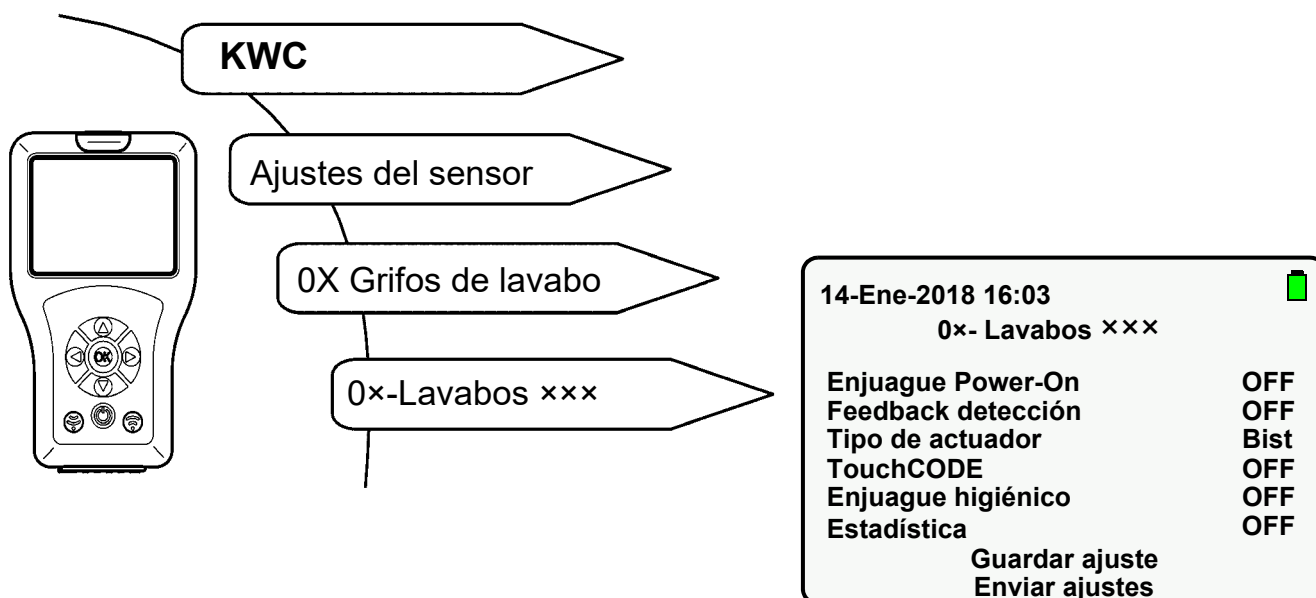 KWC
Ajustes del sensor
0X Grifos de lavabo
0×-Lavabos ×××
OK
14-Ene-2018 16:03
0×- Lavabos ×××
Enjuague Power-On OFF
Feedback detección OFF
Tipo de actuador Bist
TouchCODE OFF
Enjuague higiénico OFF
Estadística OFF
Guardar ajuste
Enviar ajustes